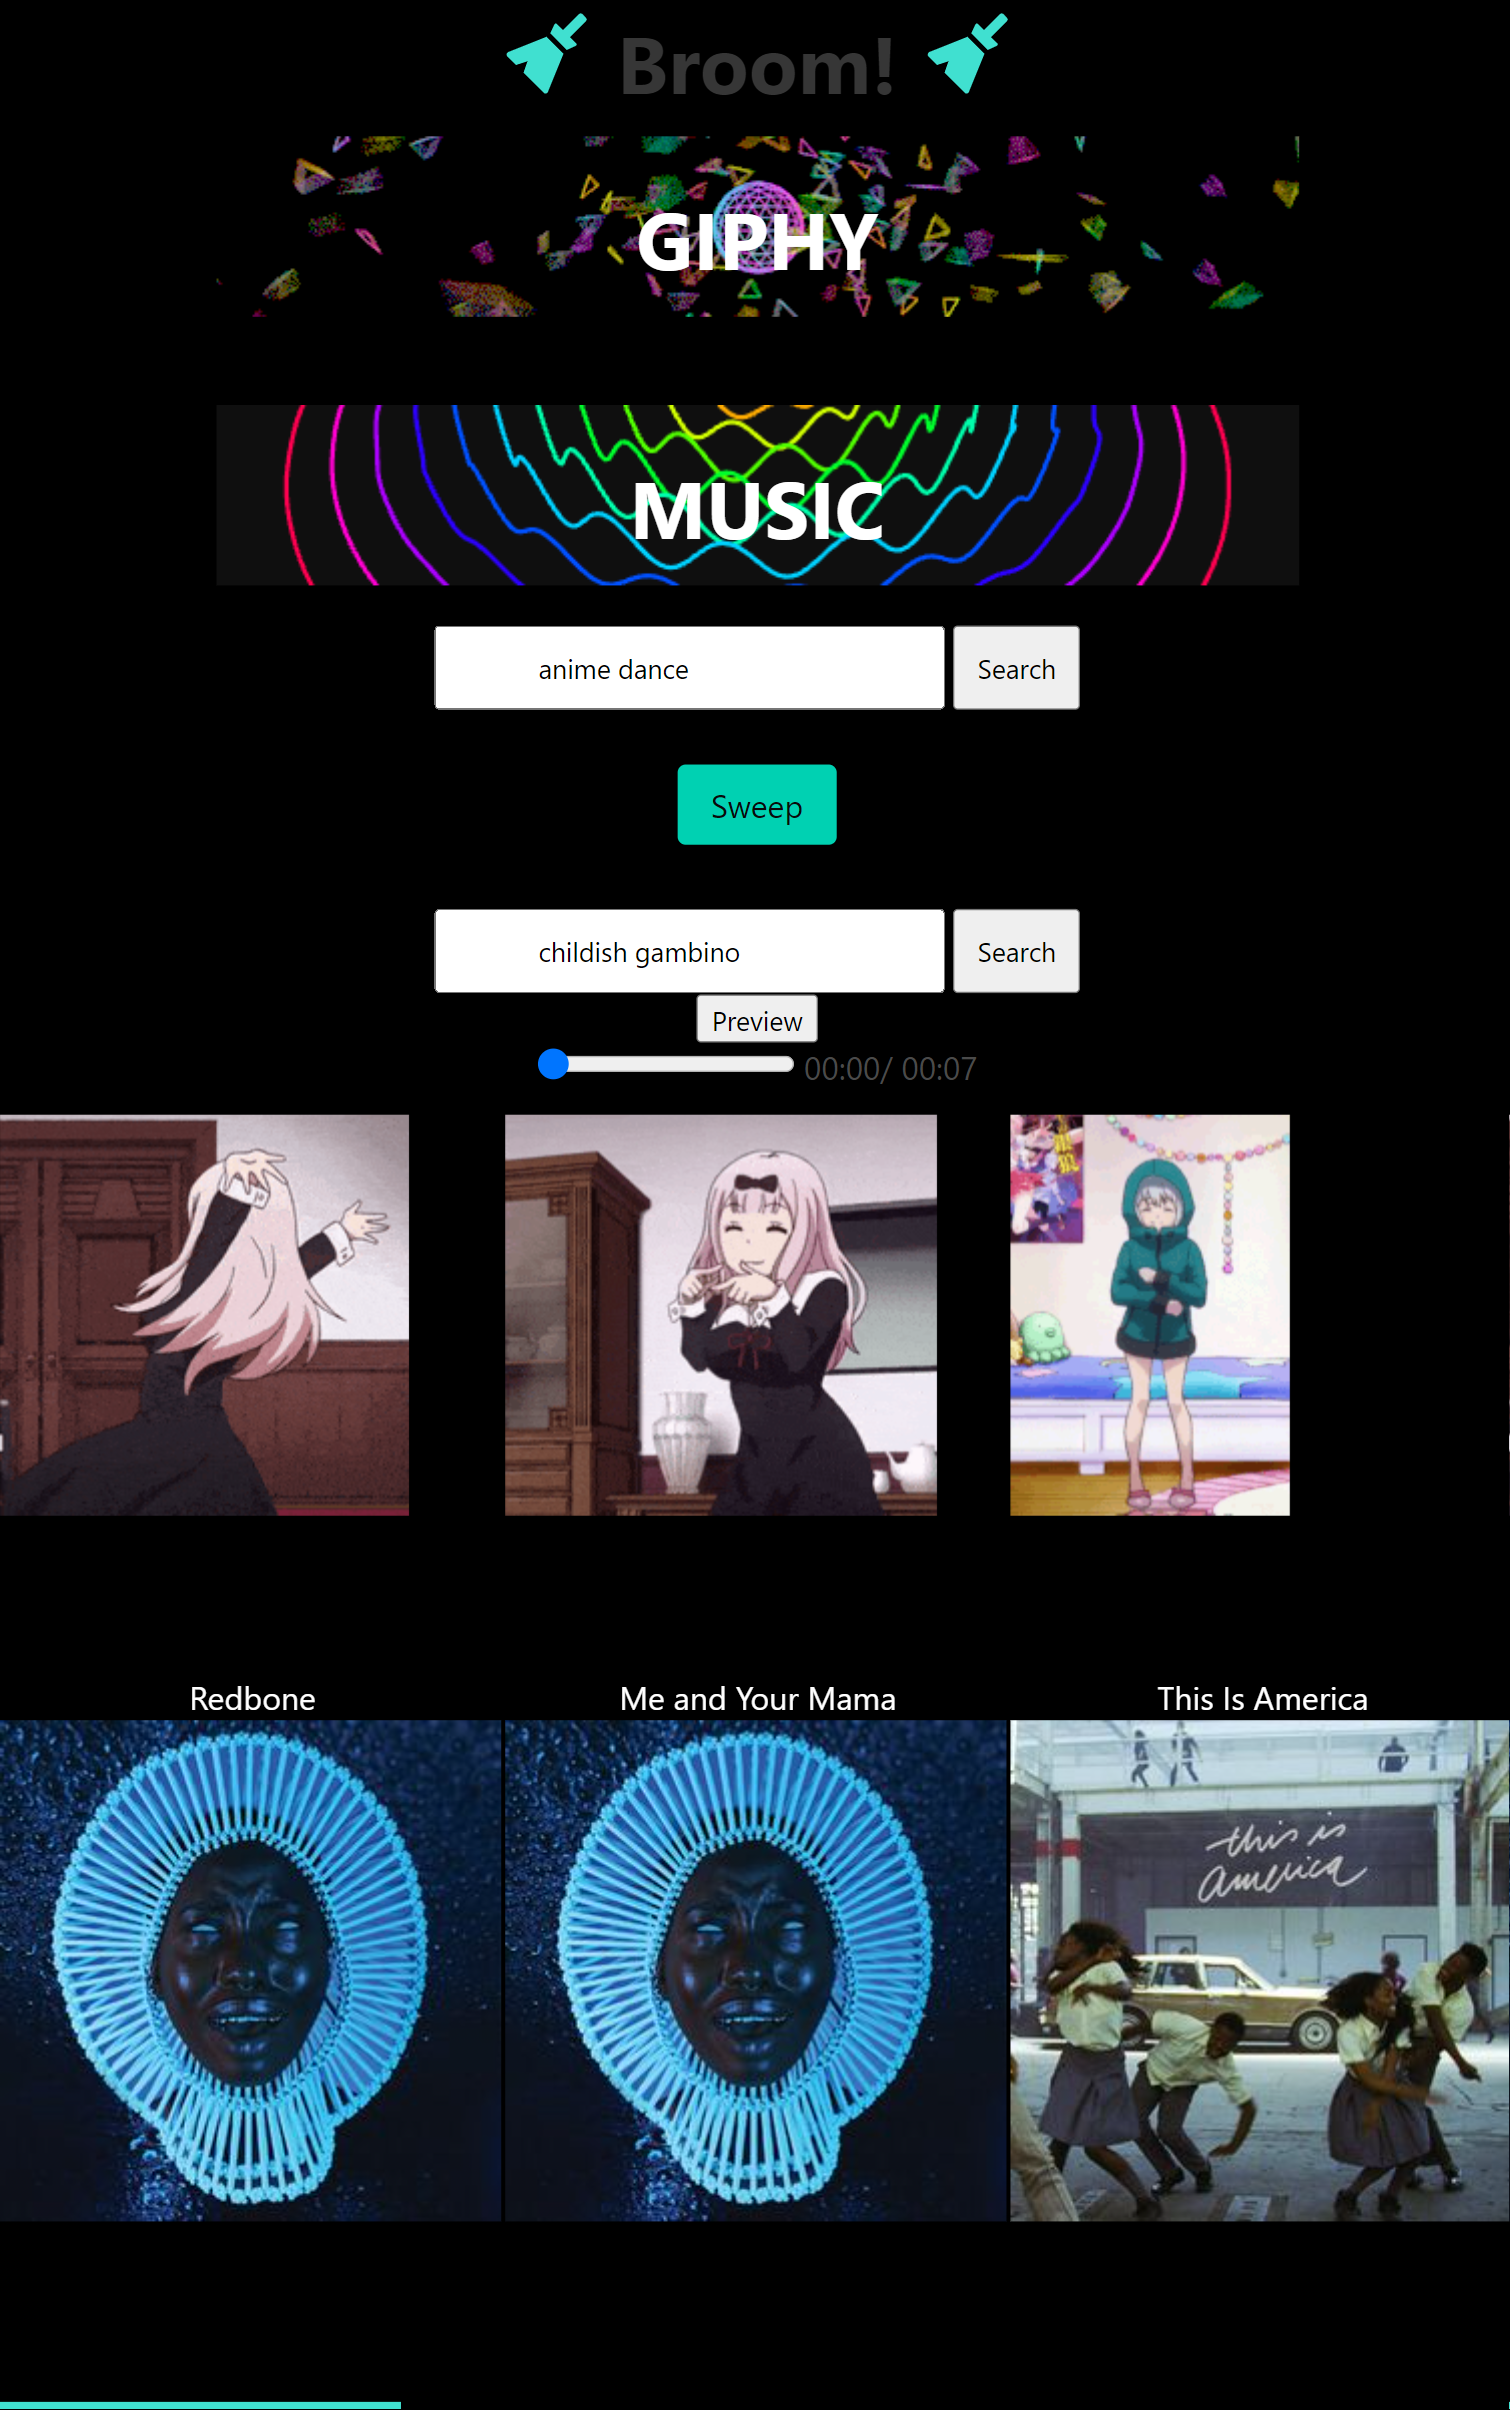 Broom!
GIPHY
MUSIC
anime dance
Search
Sweep
childish gambino
Search
Preview
00:00/ 00:07
Redbone
Me and Your Mama
This Is America
this is
america